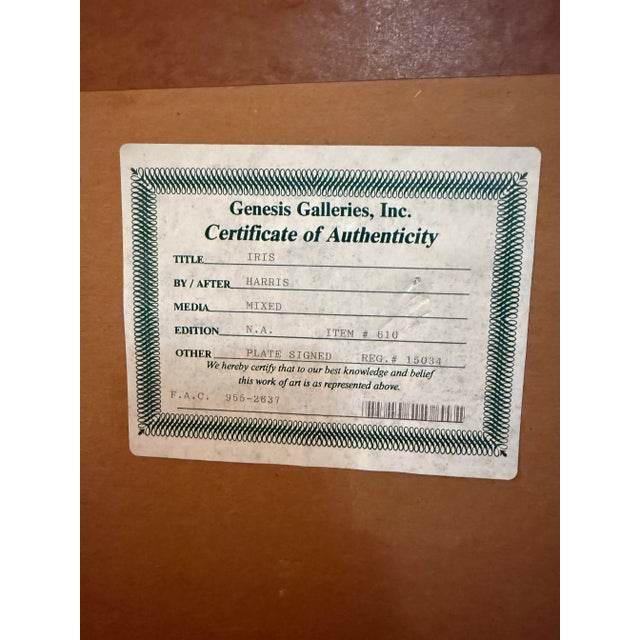 Genesis Galleries, Inc.
Certificate of Authenticity
TITLE IRIS
BY / AFTER HARRIS
MEDIA MIXED
EDITION N.A. ITEM # 610
OTHER PLATE SIGNED REG.# 15034
We hereby certify that to our best knowledge and belief
this work of art is as represented above.
F.A.C. 955-2637